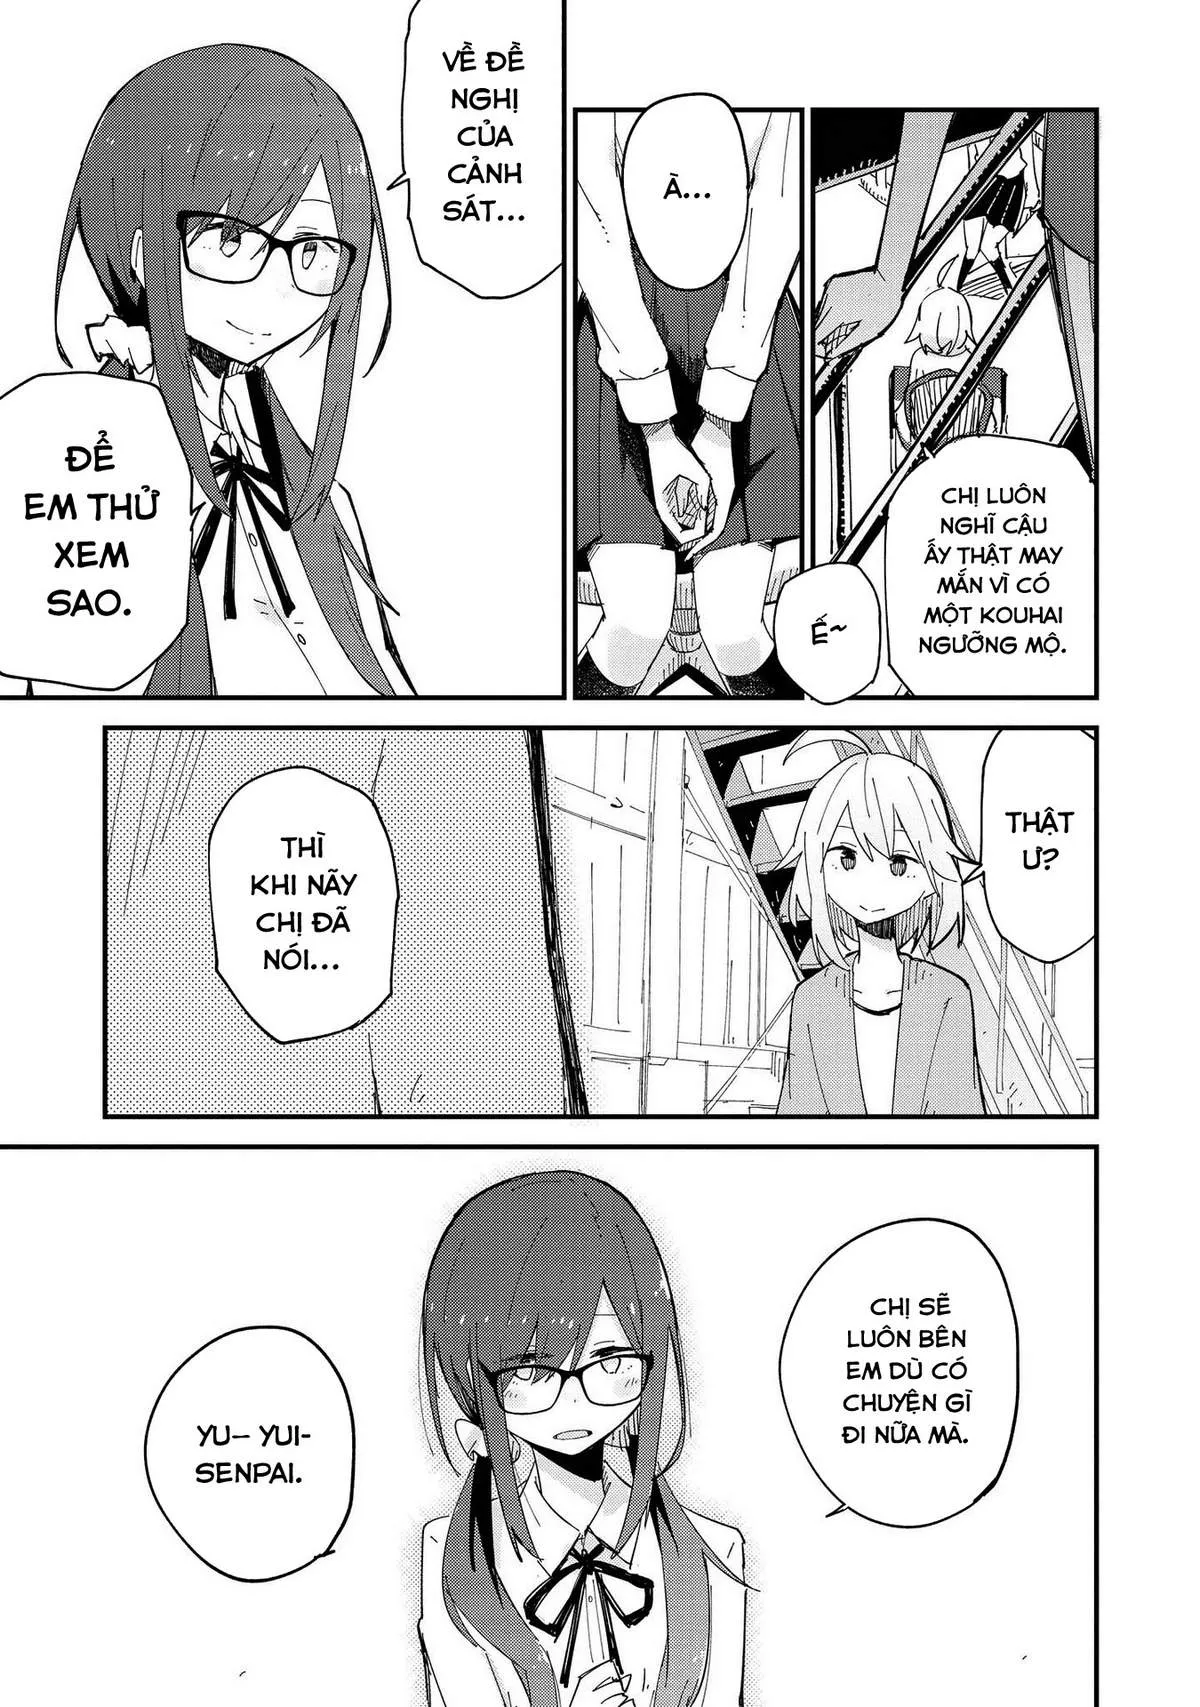 CHỊ LUÔN
NGHĨ CẬU
ẤY THẬT MAY
MẮN VÌ CÓ
MỘT KOUHAI
NGƯỠNG MỘ.
Ế~
À...
VỀ ĐỀ
NGHỊ
CỦA
CẢNH
SÁT...
ĐỂ
EM THỬ
XEM
SAO.
THẬT
Ư?
THÌ
KHI NÃY
CHỊ ĐÃ
NÓI...
CHỊ SẼ
LUÔN BÊN
EM DÙ CÓ
CHUYỆN GÌ
ĐI NỮA MÀ.
YU– YUI-
SENPAI.